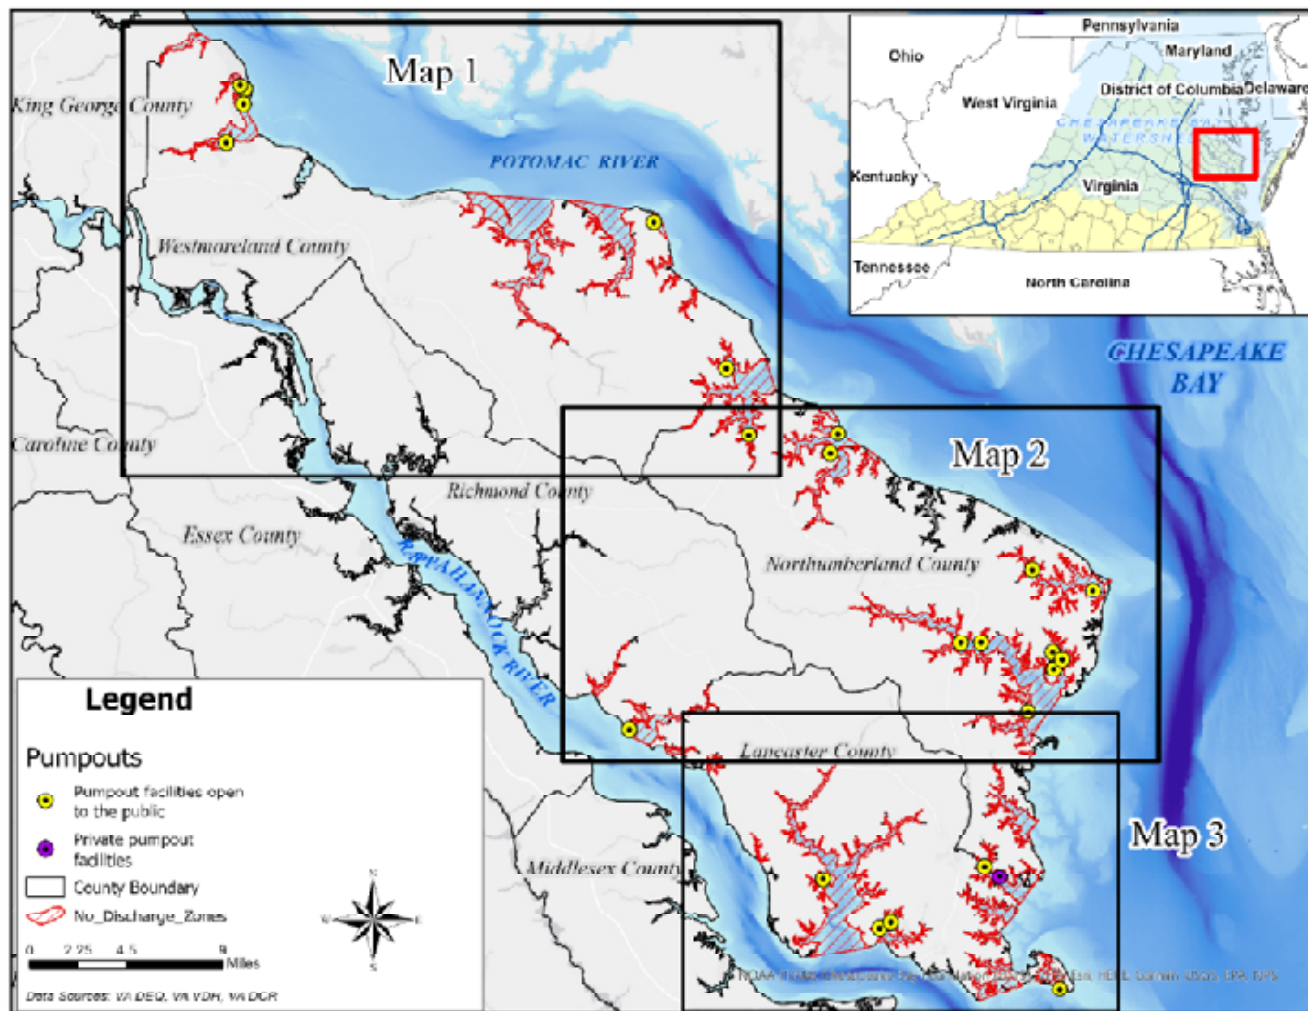 Map 1
King George County
POTOMAC RIVER
Westmoreland County
Caroline County
Richmond County
Essex County
RAPPAHANNOCK RIVER
Map 2
Northumberland County
Lancaster County
Middlesex County
Map 3
CHESAPEAKE
BAY
Pennsylvania
Ohio
Maryland
West Virginia
District of Columbia
Delaware
CHESAPEAKE BAY
WATERSHED
Kentucky
Virginia
Tennessee
North Carolina
Legend
Pumpouts
Pumpout facilities open
to the public
Private pumpout
facilities
County Boundary
No_Discharge_Zones
0 2.25 4.5 9
Miles
N
W E
S
Data Sources: VA DEQ, VA VDH, VA DCR